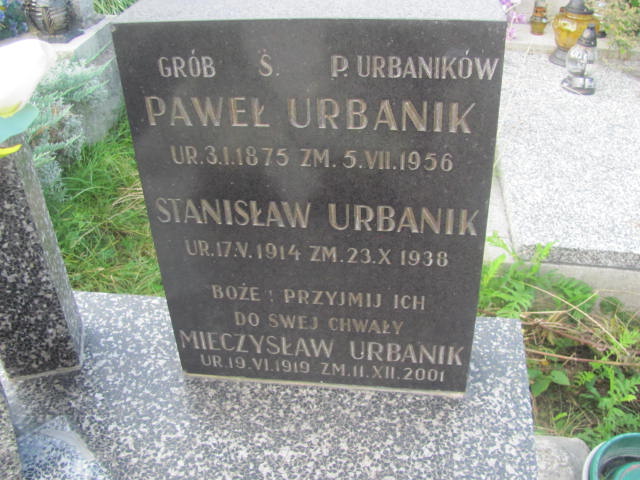 GRÓB Ś. P. URBANIKÓW
PAWEŁ URBANIK
UR.3.I.1875 ZM. 5.VII.1956
STANISŁAW URBANIK
UR.17.V.1914 ZM.23.X 1938
BOŻE! PRZYJMIJ ICH
DO SWEJ CHWAŁY
MIECZYSŁAW URBANIK
UR.19.VI.1919 ZM.11.XII.2001